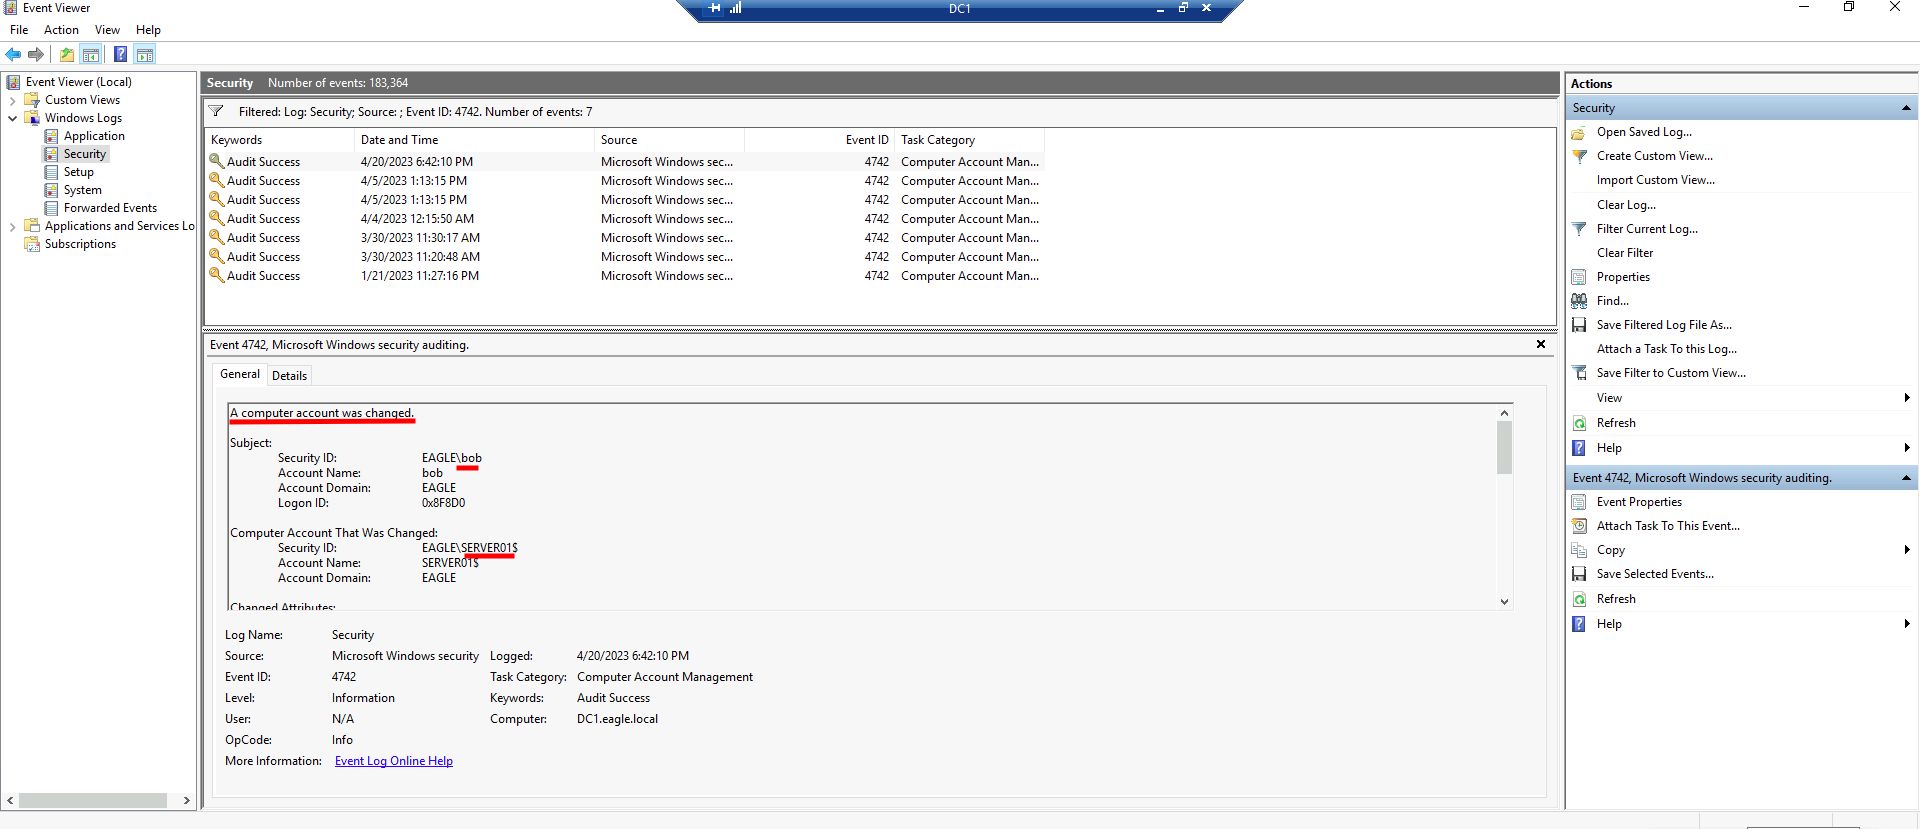 Event Viewer
DC1
File Action View Help
Event Viewer (Local)
Custom Views
Windows Logs
Application
Security
Setup
System
Forwarded Events
Applications and Services Lo
Subscriptions
Security Number of events: 183,364
Filtered: Log: Security; Source: ; Event ID: 4742. Number of events: 7
Keywords Date and Time Source Event ID Task Category
Audit Success 4/20/2023 6:42:10 PM Microsoft Windows sec... 4742 Computer Account Man...
Audit Success 4/5/2023 1:13:15 PM Microsoft Windows sec... 4742 Computer Account Man...
Audit Success 4/5/2023 1:13:15 PM Microsoft Windows sec... 4742 Computer Account Man...
Audit Success 4/4/2023 12:15:50 AM Microsoft Windows sec... 4742 Computer Account Man...
Audit Success 3/30/2023 11:30:17 AM Microsoft Windows sec... 4742 Computer Account Man...
Audit Success 3/30/2023 11:20:48 AM Microsoft Windows sec... 4742 Computer Account Man...
Audit Success 1/21/2023 11:27:16 PM Microsoft Windows sec... 4742 Computer Account Man...
Event 4742, Microsoft Windows security auditing.
General Details
A computer account was changed.
Subject:
Security ID: EAGLE\bob
Account Name: bob
Account Domain: EAGLE
Logon ID: 0x8F8D0
Computer Account That Was Changed:
Security ID: EAGLE\SERVER01$
Account Name: SERVER01$
Account Domain: EAGLE
Changed Attributes:
Log Name: Security
Source: Microsoft Windows security Logged: 4/20/2023 6:42:10 PM
Event ID: 4742 Task Category: Computer Account Management
Level: Information Keywords: Audit Success
User: N/A Computer: DC1.eagle.local
OpCode: Info
More Information: Event Log Online Help
Actions
Security
Open Saved Log...
Create Custom View...
Import Custom View...
Clear Log...
Filter Current Log...
Clear Filter
Properties
Find...
Save Filtered Log File As...
Attach a Task To this Log...
Save Filter to Custom View...
View
Refresh
Help
Event 4742, Microsoft Windows security auditing.
Event Properties
Attach Task To This Event...
Copy
Save Selected Events...
Refresh
Help